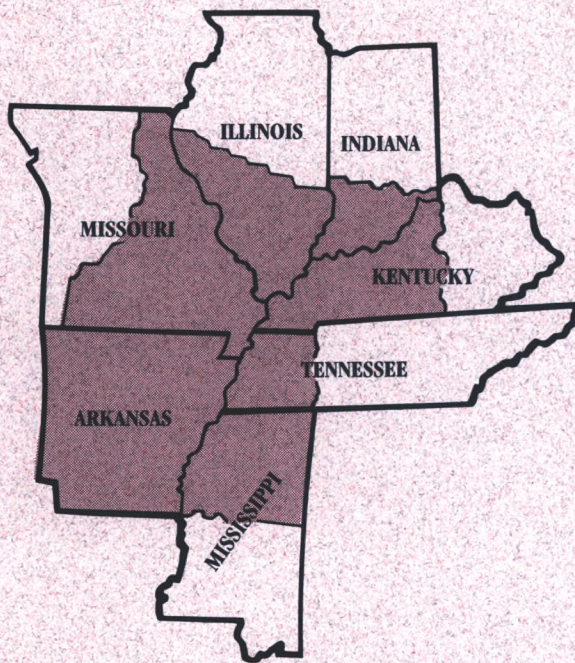 ILLINOIS
INDIANA
MISSOURI
KENTUCKY
TENNESSEE
ARKANSAS
MISSISSIPPI